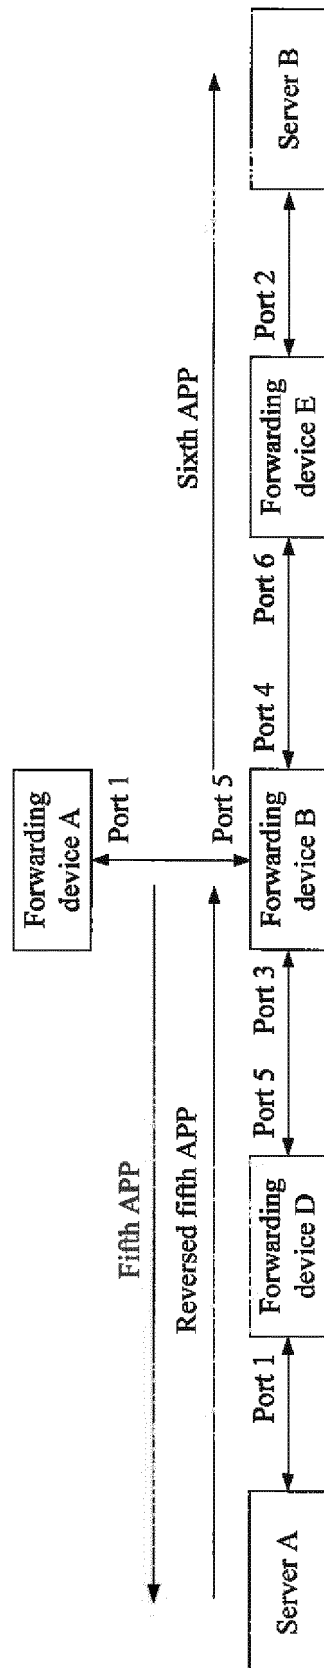 Forwarding
device A
Port 1
Fifth APP
Sixth APP
Reversed fifth APP
Port 5
Server A
Port 1
Forwarding
device D
Port 5
Port 3
Forwarding
device B
Port 4
Port 6
Forwarding
device E
Port 2
Server B